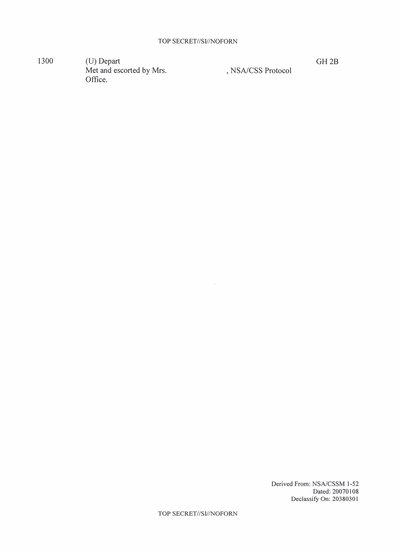 TOP SECRET//SI//NOFORN
1300 (U) Depart GH 2B
Met and escorted by Mrs. , NSA/CSS Protocol
Office.
Derived From: NSA/CSSM 1-52
Dated: 20070108
Declassify On: 20380301
TOP SECRET//SI//NOFORN